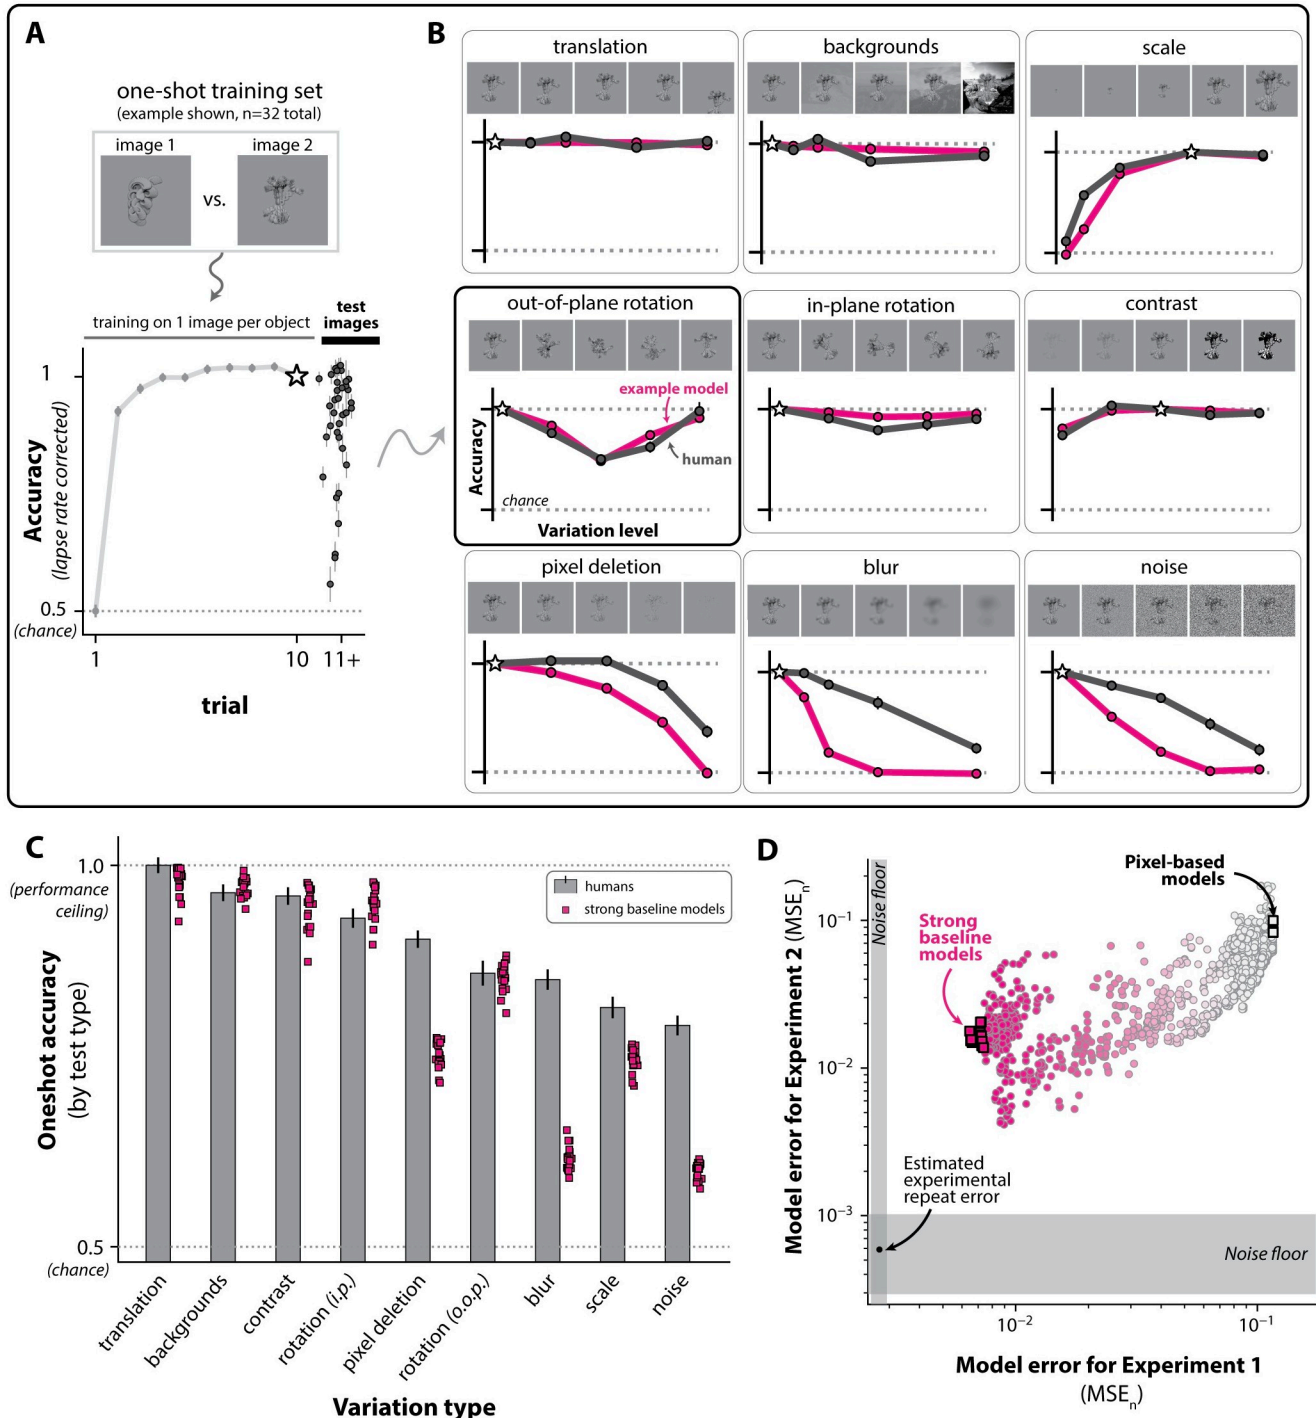 A
one-shot training set
(example shown, n=32 total)
image 1
image 2
vs.
training on 1 image per object
test
images
1
Accuracy
(lapse rate corrected)
0.5
(chance)
1
10
11+
trial
B
translation
backgrounds
scale
out-of-plane rotation
example model
human
Accuracy
chance
Variation level
in-plane rotation
contrast
pixel deletion
blur
noise
C
1.0
(performance
ceiling)
humans
strong baseline models
Oneshot accuracy
(by test type)
0.5
(chance)
translation
backgrounds
contrast
rotation (i.p.)
pixel deletion
rotation (o.o.p.)
blur
scale
noise
Variation type
D
Noise floor
Pixel-based
models
Strong
baseline
models
Model error for Experiment 2 (MSEₙ)
10⁻¹
10⁻²
10⁻³
Estimated
experimental
repeat error
Noise floor
10⁻²
10⁻¹
Model error for Experiment 1
(MSEₙ)